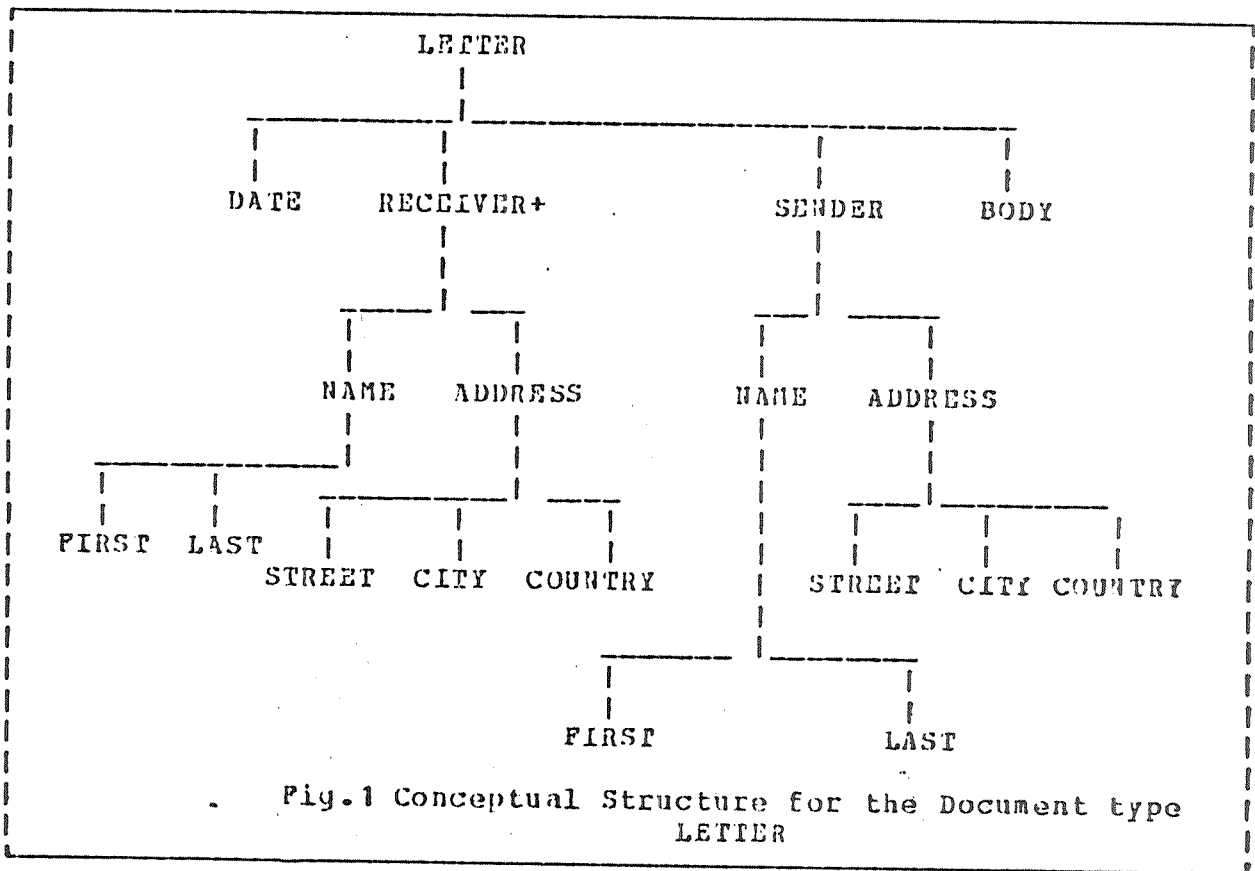 LETTER
DATE RECEIVER+ SENDER BODY
NAME ADDRESS NAME ADDRESS
FIRST LAST
STREET CITY COUNTRY STREET CITY COUNTRY
FIRST LAST
Fig.1 Conceptual Structure for the Document type
LETTER